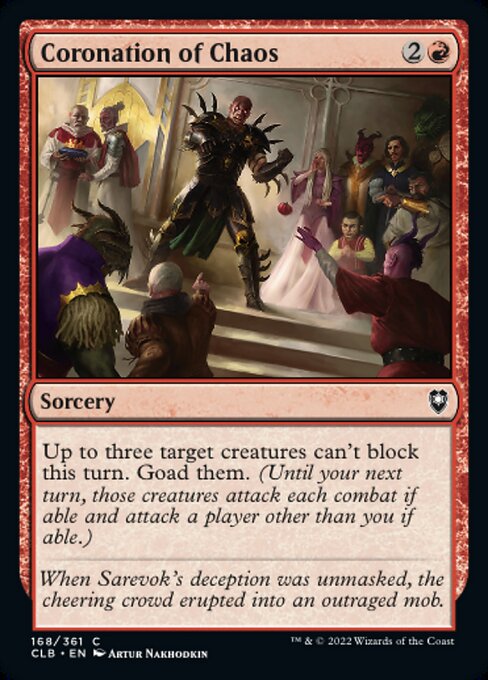 Coronation of Chaos 2
Sorcery
Up to three target creatures can't block
this turn. Goad them. (Until your next
turn, those creatures attack each combat if
able and attack a player other than you if
able.)
When Sarevok's deception was unmasked, the
cheering crowd erupted into an outraged mob.
168/361 C
CLB • EN Artur Nakhodkin
™ & © 2022 Wizards of the Coast